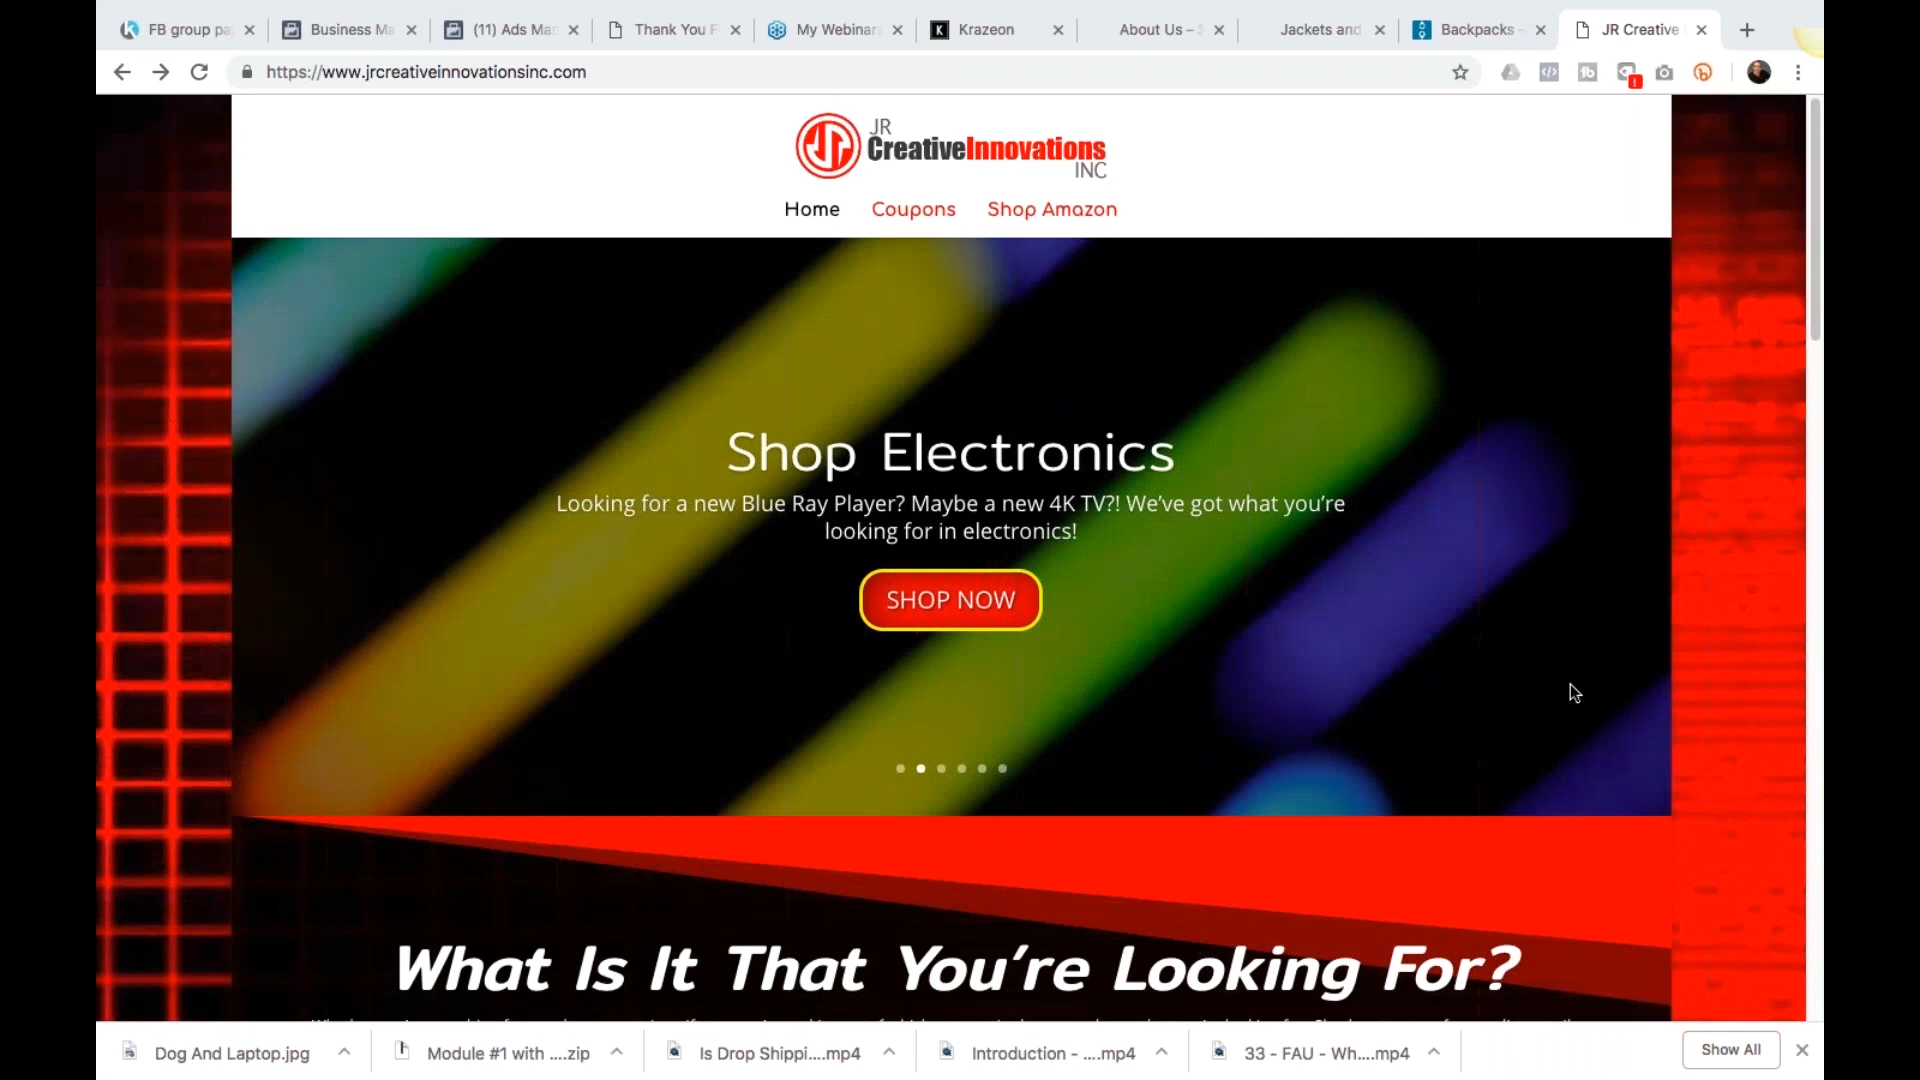 FB group pa
Business Ma
(11) Ads Man
Thank You P
My Webinars
Krazeon
About Us –
Jackets and
Backpacks –
JR Creative
https://www.jrcreativeinnovationsinc.com
JR
CreativeInnovations
INC
Home
Coupons
Shop Amazon
Shop Electronics
Looking for a new Blue Ray Player? Maybe a new 4K TV?! We've got what you're
looking for in electronics!
SHOP NOW
What Is It That You're Looking For?
Dog And Laptop.jpg
Module #1 with ....zip
Is Drop Shippi....mp4
Introduction - ....mp4
33 - FAU - Wh....mp4
Show All